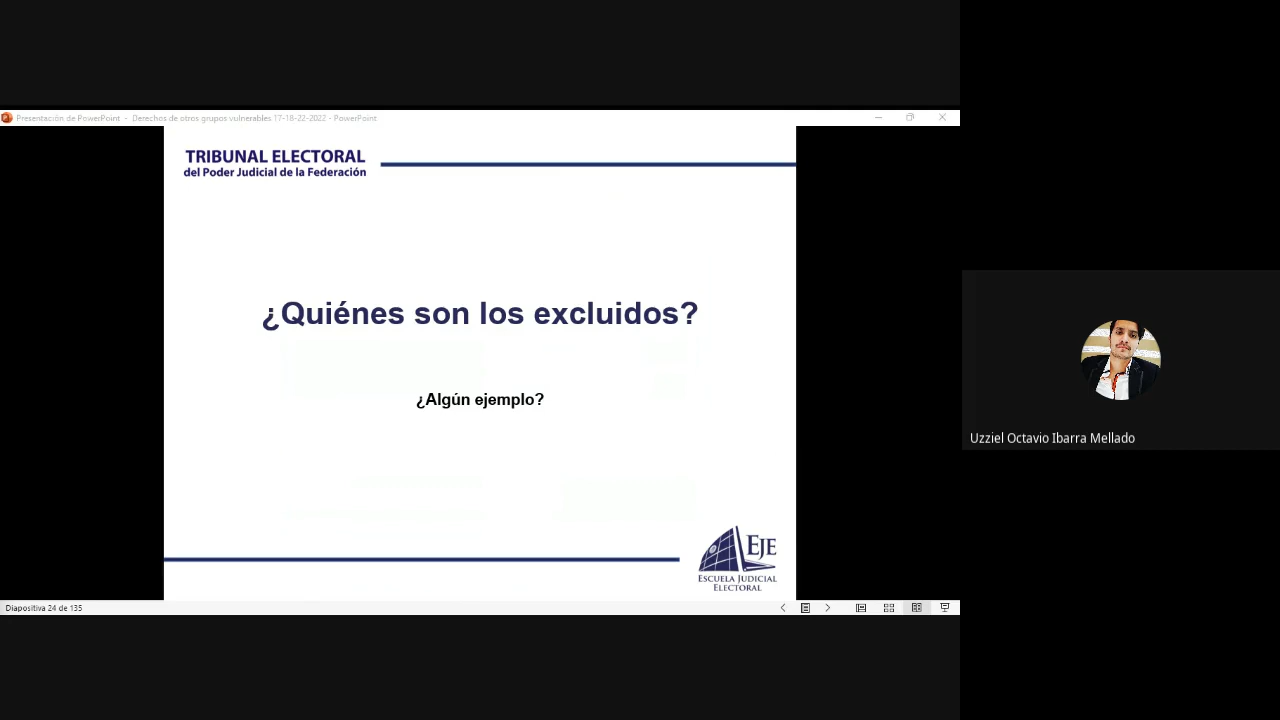 Presentación de PowerPoint - Derechos de otros grupos vulnerables 17-18-22-2022 - PowerPoint
TRIBUNAL ELECTORAL
del Poder Judicial de la Federación
¿Quiénes son los excluidos?
¿Algún ejemplo?
EJE
ESCUELA JUDICIAL
ELECTORAL
Uzziel Octavio Ibarra Mellado
Diapositiva 24 de 135